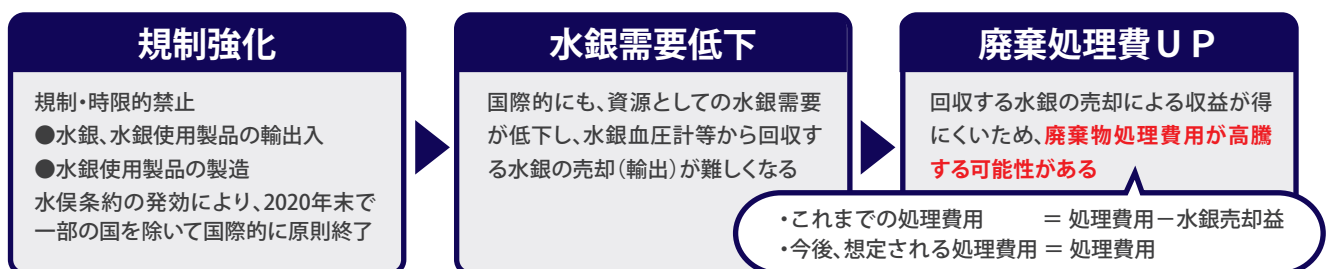 規制強化
規制・時限的禁止
●水銀、水銀使用製品の輸出入
●水銀使用製品の製造
水俣条約の発効により、2020年末で
一部の国を除いて国際的に原則終了
水銀需要低下
国際的にも、資源としての水銀需要
が低下し、水銀血圧計等から回収す
る水銀の売却（輸出）が難しくなる
廃棄処理費ＵＰ
回収する水銀の売却による収益が得
にくいため、廃棄物処理費用が高騰
する可能性がある
・これまでの処理費用　　　＝ 処理費用－水銀売却益
・今後、想定される処理費用 ＝ 処理費用